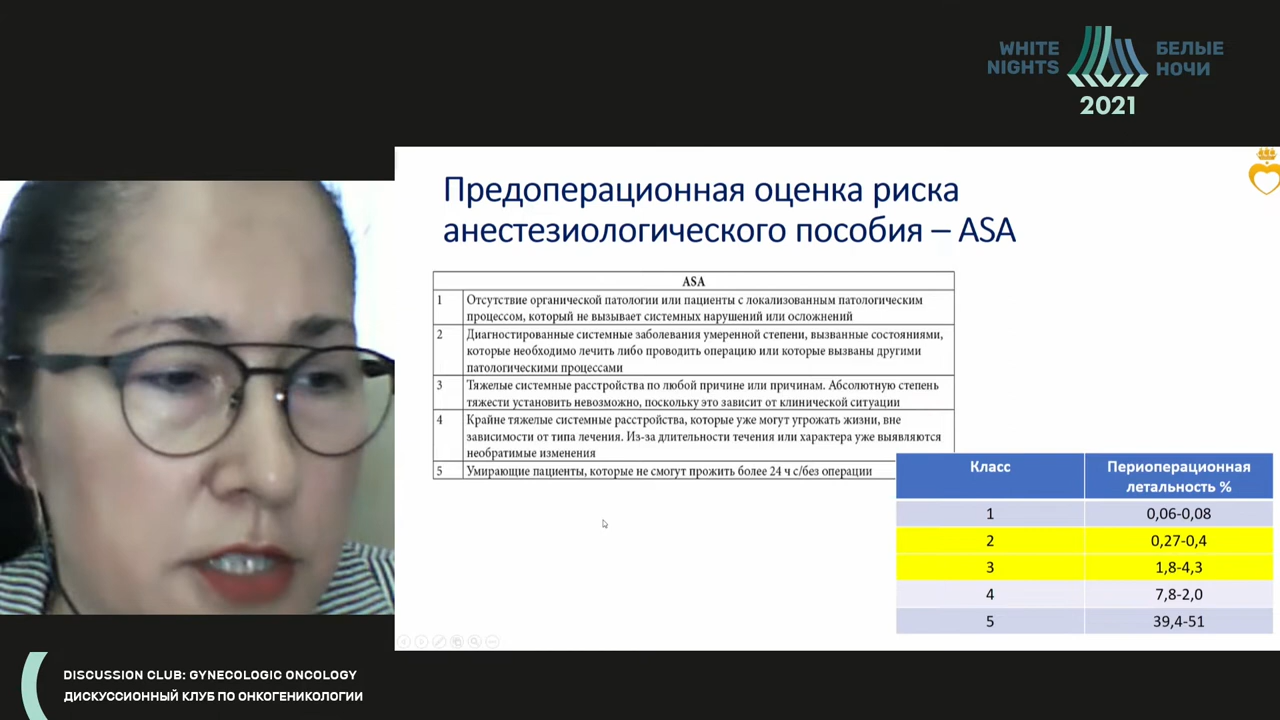 WHITE
NIGHTS
БЕЛЫЕ
НОЧИ
2021
Предоперационная оценка риска
анестезиологического пособия – ASA
ASA
1 Отсутствие органической патологии или пациенты с локализованным патологическим
процессом, который не вызывает системных нарушений или осложнений
2 Диагностированные системные заболевания умеренной степени, вызванные состояниями,
которые необходимо лечить либо проводить операцию или которые вызваны другими
патологическими процессами
3 Тяжелые системные расстройства по любой причине или причинам. Абсолютную степень
тяжести установить невозможно, поскольку это зависит от клинической ситуации
4 Крайне тяжелые системные расстройства, которые уже могут угрожать жизни, вне
зависимости от типа лечения. Из-за длительности течения или характера уже выявляются
необратимые изменения
5 Умирающие пациенты, которые не смогут прожить более 24 ч с/без операции
Класс Периоперационная
летальность %
1 0,06-0,08
2 0,27-0,4
3 1,8-4,3
4 7,8-2,0
5 39,4-51
DISCUSSION CLUB: GYNECOLOGIC ONCOLOGY
ДИСКУССИОННЫЙ КЛУБ ПО ОНКОГЕНИКОЛОГИИ